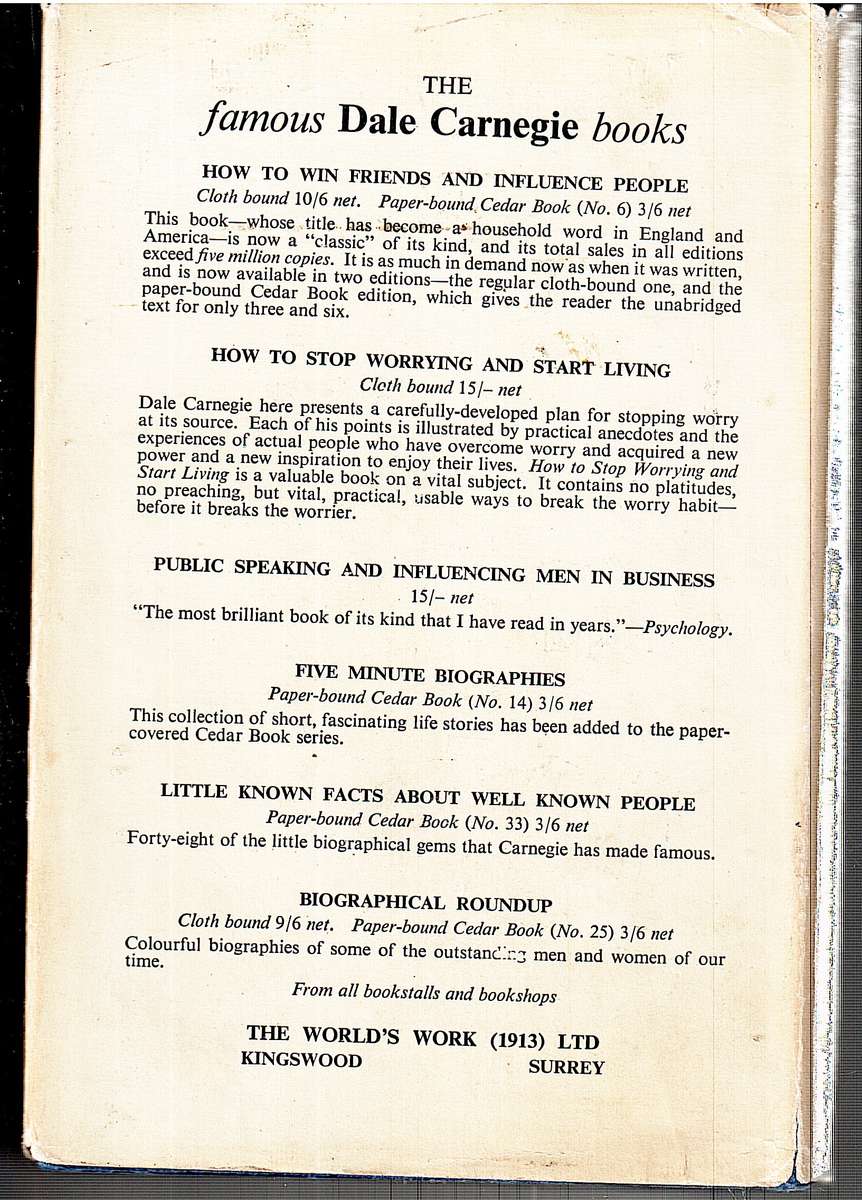 THE
famous Dale Carnegie books
HOW TO WIN FRIENDS AND INFLUENCE PEOPLE
Cloth bound 10/6 net. Paper-bound Cedar Book (No. 6) 3/6 net
This book—whose title has become a household word in England and
America—is now a “classic” of its kind, and its total sales in all editions
exceed five million copies. It is as much in demand now as when it was written,
and is now available in two editions—the regular cloth-bound one, and the
paper-bound Cedar Book edition, which gives the reader the unabridged
text for only three and six.
HOW TO STOP WORRYING AND START LIVING
Cloth bound 15/– net
Dale Carnegie here presents a carefully-developed plan for stopping worry
at its source. Each of his points is illustrated by practical anecdotes and the
experiences of actual people who have overcome worry and acquired a new
power and a new inspiration to enjoy their lives. How to Stop Worrying and
Start Living is a valuable book on a vital subject. It contains no platitudes,
no preaching, but vital, practical, usable ways to break the worry habit—
before it breaks the worrier.
PUBLIC SPEAKING AND INFLUENCING MEN IN BUSINESS
15/– net
“The most brilliant book of its kind that I have read in years.”—Psychology.
FIVE MINUTE BIOGRAPHIES
Paper-bound Cedar Book (No. 14) 3/6 net
This collection of short, fascinating life stories has been added to the paper-
covered Cedar Book series.
LITTLE KNOWN FACTS ABOUT WELL KNOWN PEOPLE
Paper-bound Cedar Book (No. 33) 3/6 net
Forty-eight of the little biographical gems that Carnegie has made famous.
BIOGRAPHICAL ROUNDUP
Cloth bound 9/6 net. Paper-bound Cedar Book (No. 25) 3/6 net
Colourful biographies of some of the outstanding men and women of our
time.
From all bookstalls and bookshops
THE WORLD’S WORK (1913) LTD
KINGSWOOD SURREY